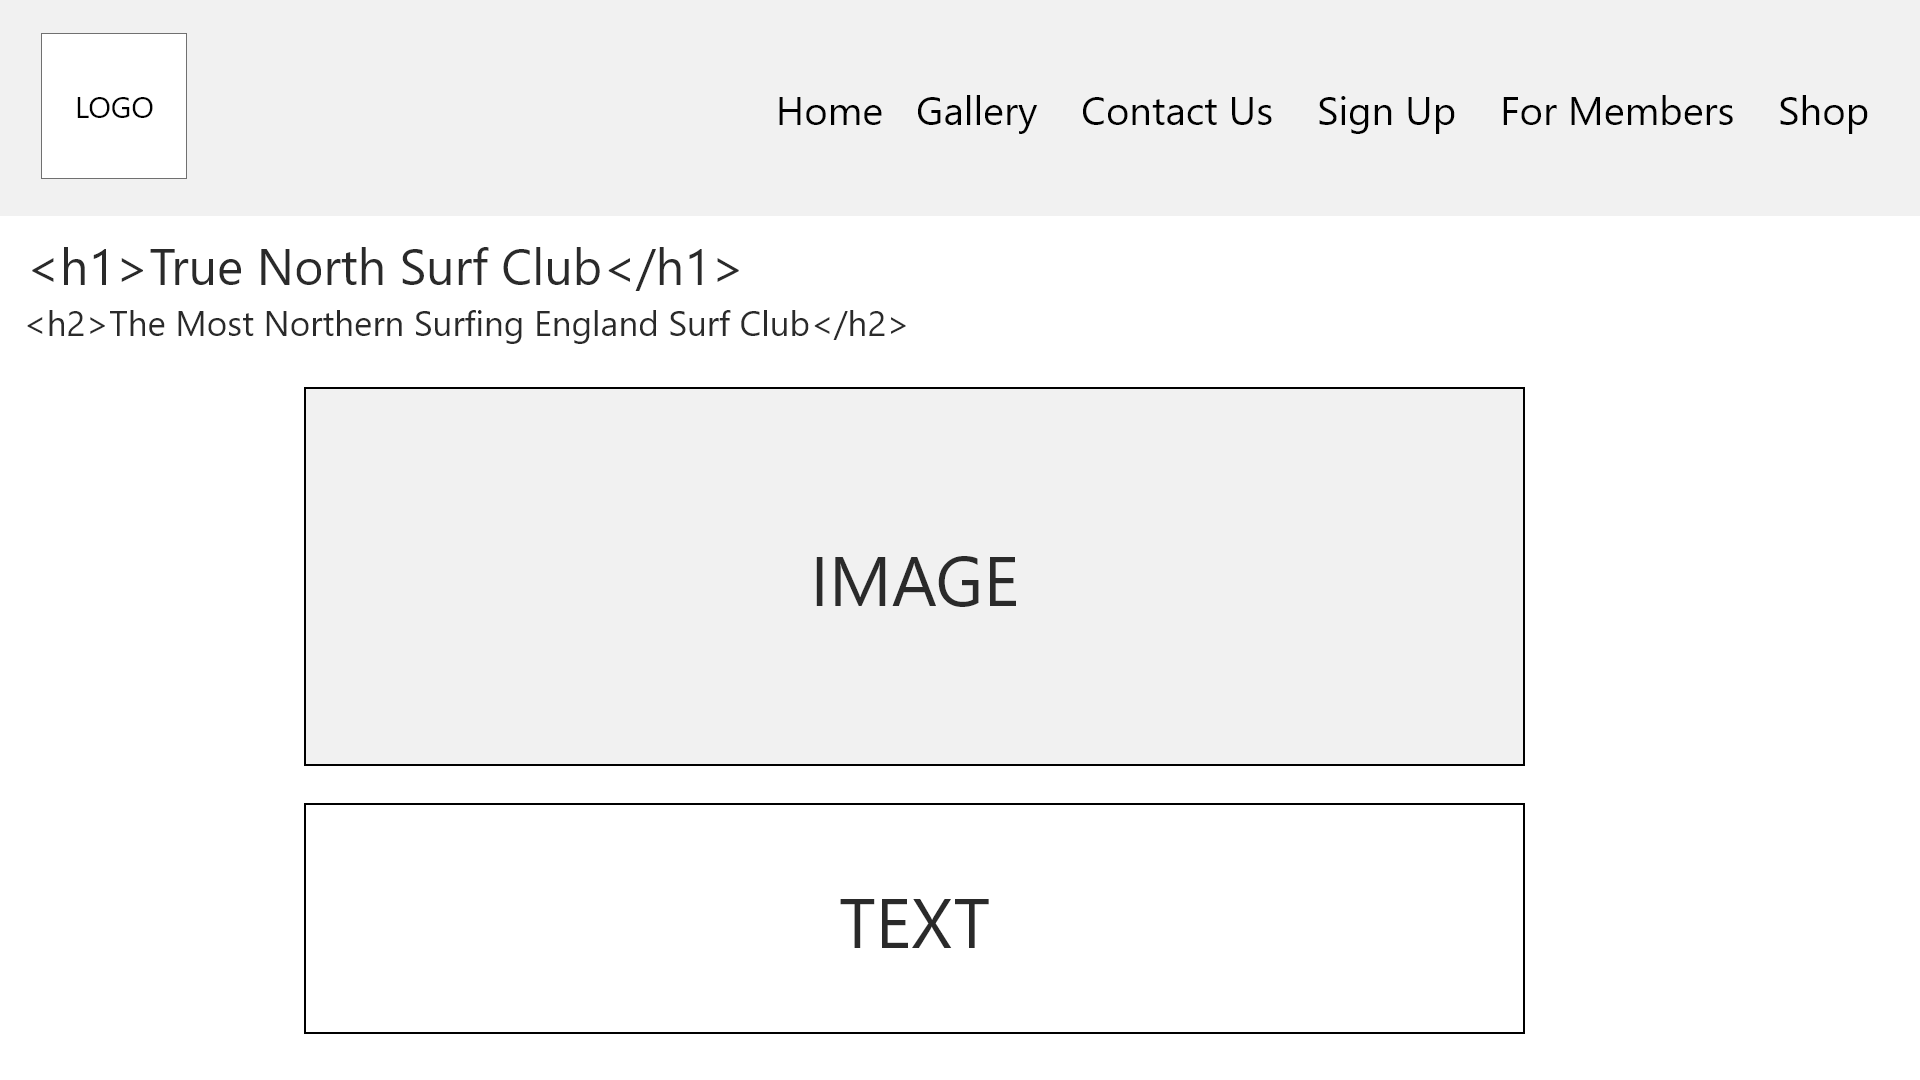 LOGO
Home Gallery Contact Us Sign Up For Members Shop
<h1>True North Surf Club</h1>
<h2>The Most Northern Surfing England Surf Club</h2>
IMAGE
TEXT